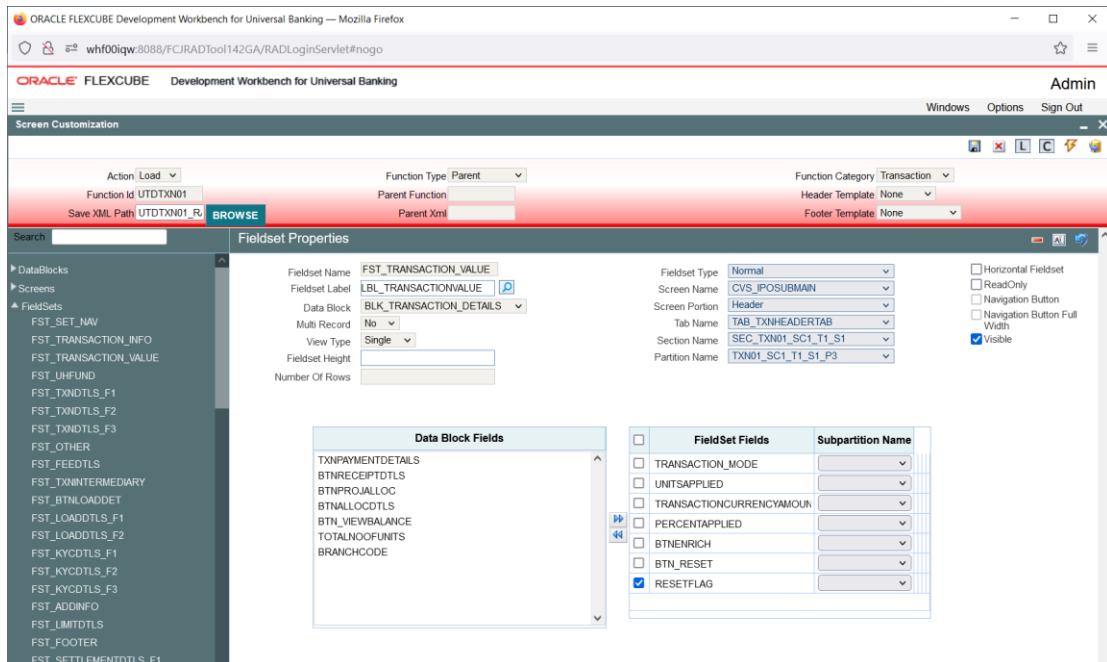 ORACLE FLEXCUBE Development Workbench for Universal Banking — Mozilla Firefox
whf00iqw:8088/FCJRADTool142GA/RADLoginServlet#nogo
ORACLE FLEXCUBE Development Workbench for Universal Banking
Admin
Windows Options Sign Out
Screen Customization
L C
Action Load Function Type Parent Function Category Transaction
Function Id UTDTXN01 Parent Function Header Template None
Save XML Path UTDTXN01_R BROWSE Parent Xml Footer Template None
Search Fieldset Properties
DataBlocks
Screens
FieldSets
FST_SET_NAV
FST_TRANSACTION_INFO
FST_TRANSACTION_VALUE
FST_UHFUND
FST_TXNDTLS_F1
FST_TXNDTLS_F2
FST_TXNDTLS_F3
FST_OTHER
FST_FEEDTLS
FST_TXNINTERMEDIARY
FST_BTNLOADDET
FST_LOADDTLS_F1
FST_LOADDTLS_F2
FST_KYCDTLS_F1
FST_KYCDTLS_F2
FST_KYCDTLS_F3
FST_ADDINFO
FST_LIMITDTLS
FST_FOOTER
FST_SETTLEMENTDTLS_F1
Fieldset Name FST_TRANSACTION_VALUE
Fieldset Label LBL_TRANSACTIONVALUE
Data Block BLK_TRANSACTION_DETAILS
Multi Record No
View Type Single
Fieldset Height
Number Of Rows
Fieldset Type Normal
Screen Name CVS_IPOSUBMAIN
Screen Portion Header
Tab Name TAB_TXNHEADERTAB
Section Name SEC_TXN01_SC1_T1_S1
Partition Name TXN01_SC1_T1_S1_P3
Horizontal Fieldset
ReadOnly
Navigation Button
Navigation Button Full
Width
Visible
Data Block Fields
TXNPAYMENTDETAILS
BTNRECEIPTDTLS
BTNPROJALLOC
BTNALLOCDTLS
BTN_VIEWBALANCE
TOTALNOOFUNITS
BRANCHCODE
FieldSet Fields Subpartition Name
TRANSACTION_MODE
UNITSAPPLIED
TRANSACTIONCURRENCYAMOUN
PERCENTAPPLIED
BTNENRICH
BTN_RESET
RESETFLAG